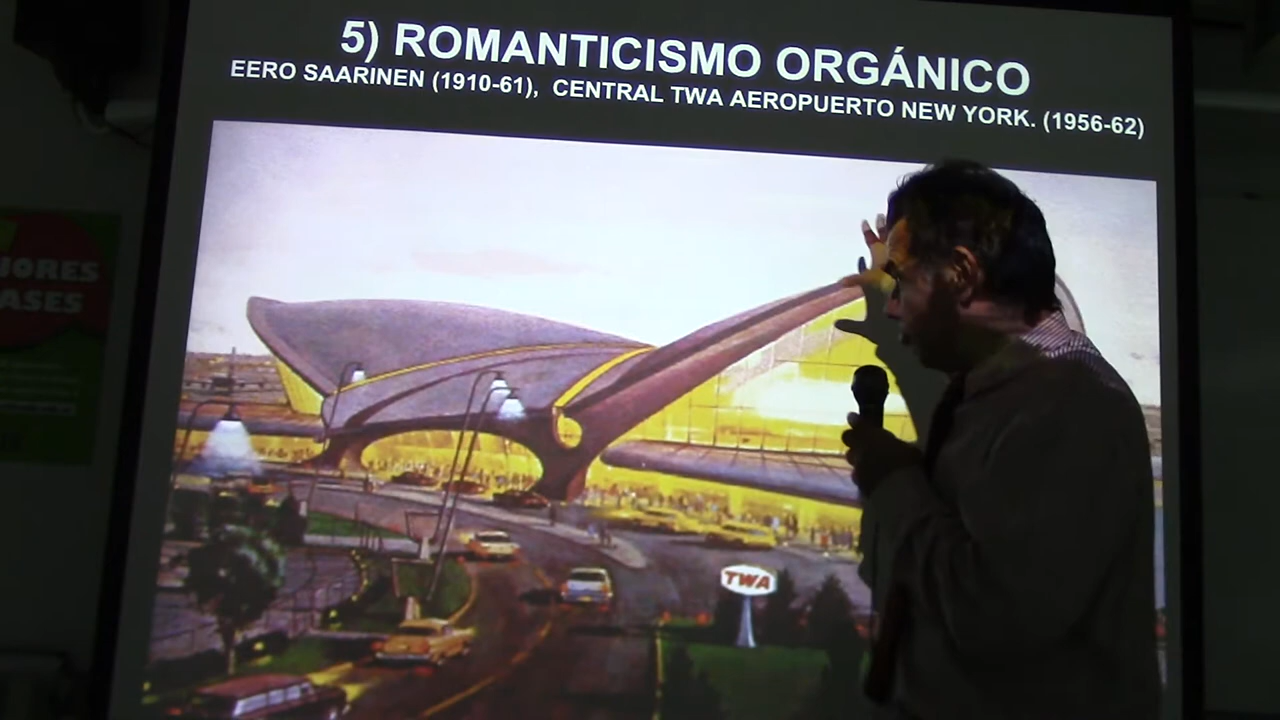 5) ROMANTICISMO ORGÁNICO
EERO SAARINEN (1910-61), CENTRAL TWA AEROPUERTO NEW YORK. (1956-62)
TWA